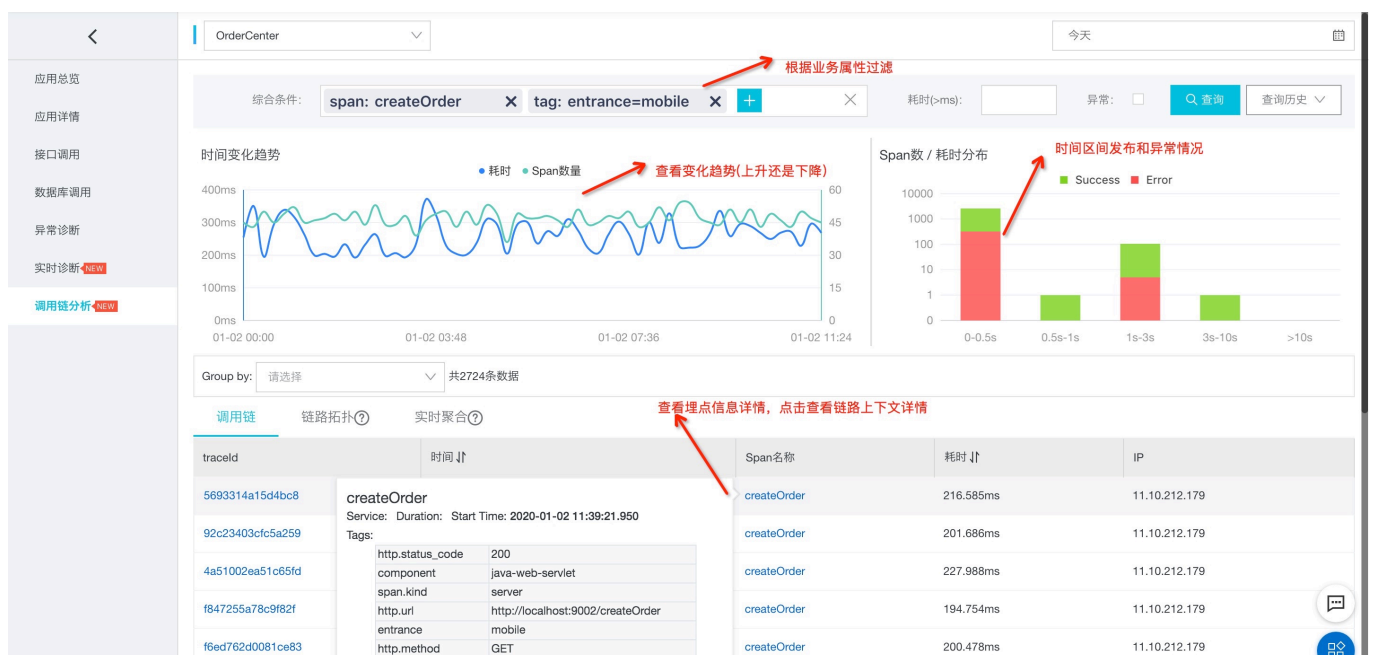 OrderCenter
今天
应用总览
应用详情
接口调用
数据库调用
异常诊断
实时诊断 NEW
调用链分析 NEW
根据业务属性过滤
综合条件: span: createOrder × tag: entrance=mobile × +
耗时(>ms):
异常:
查询
查询历史
时间变化趋势
耗时 Span数量
查看变化趋势(上升还是下降)
400ms
300ms
200ms
100ms
0ms
60
45
30
15
0
01-02 00:00 01-02 03:48 01-02 07:36 01-02 11:24
Span数 / 耗时分布
时间区间发布和异常情况
Success Error
10000
1000
100
10
1
0
0-0.5s 0.5s-1s 1s-3s 3s-10s >10s
Group by: 请选择 共2724条数据
调用链 链路拓扑? 实时聚合?
查看埋点信息详情，点击查看链路上下文详情
traceId 时间 Span名称 耗时 IP
5693314a15d4bc8 createOrder 216.585ms 11.10.212.179
92c23403cfc5a259 createOrder 201.686ms 11.10.212.179
4a51002ea51c65fd createOrder 227.988ms 11.10.212.179
f847255a78c9f82f createOrder 194.754ms 11.10.212.179
f6ed762d0081ce83 createOrder 200.478ms 11.10.212.179
createOrder
Service: Duration: Start Time: 2020-01-02 11:39:21.950
Tags:
http.status_code 200
component java-web-servlet
span.kind server
http.url http://localhost:9002/createOrder
entrance mobile
http.method GET